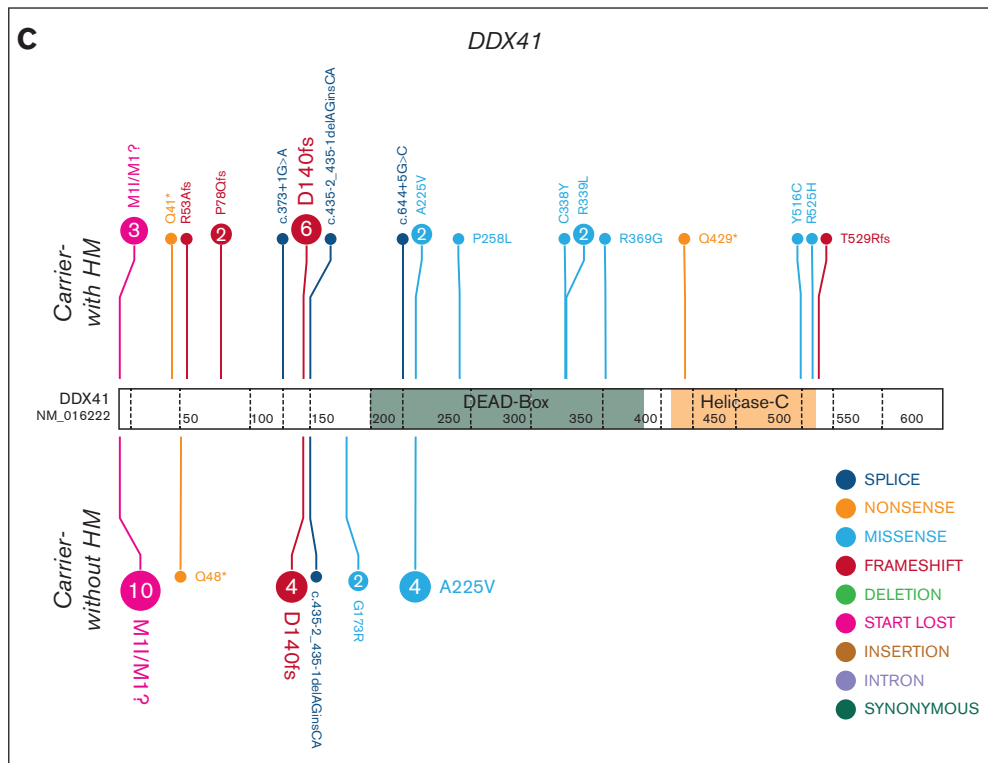 C
DDX41
M1I/M1?
Q41*
R53Afs
P78Qfs
c.373+1G>A
D140fs
c.435-2_435-1delAGinsCA
c.644+5G>C
A225V
P258L
C338Y
R339L
R369G
Q429*
Y516C
R525H
T529Rfs
3
2
6
2
2
Carrier-
with HM
DDX41
NM_016222
DEAD-Box
Helicase-C
50
100
150
200
250
300
350
400
450
500
550
600
Carrier-
without HM
10
M1I/M1?
Q48*
4
D140fs
c.435-2_435-1delAGinsCA
2
G173R
4
A225V
SPLICE
NONSENSE
MISSENSE
FRAMESHIFT
DELETION
START LOST
INSERTION
INTRON
SYNONYMOUS